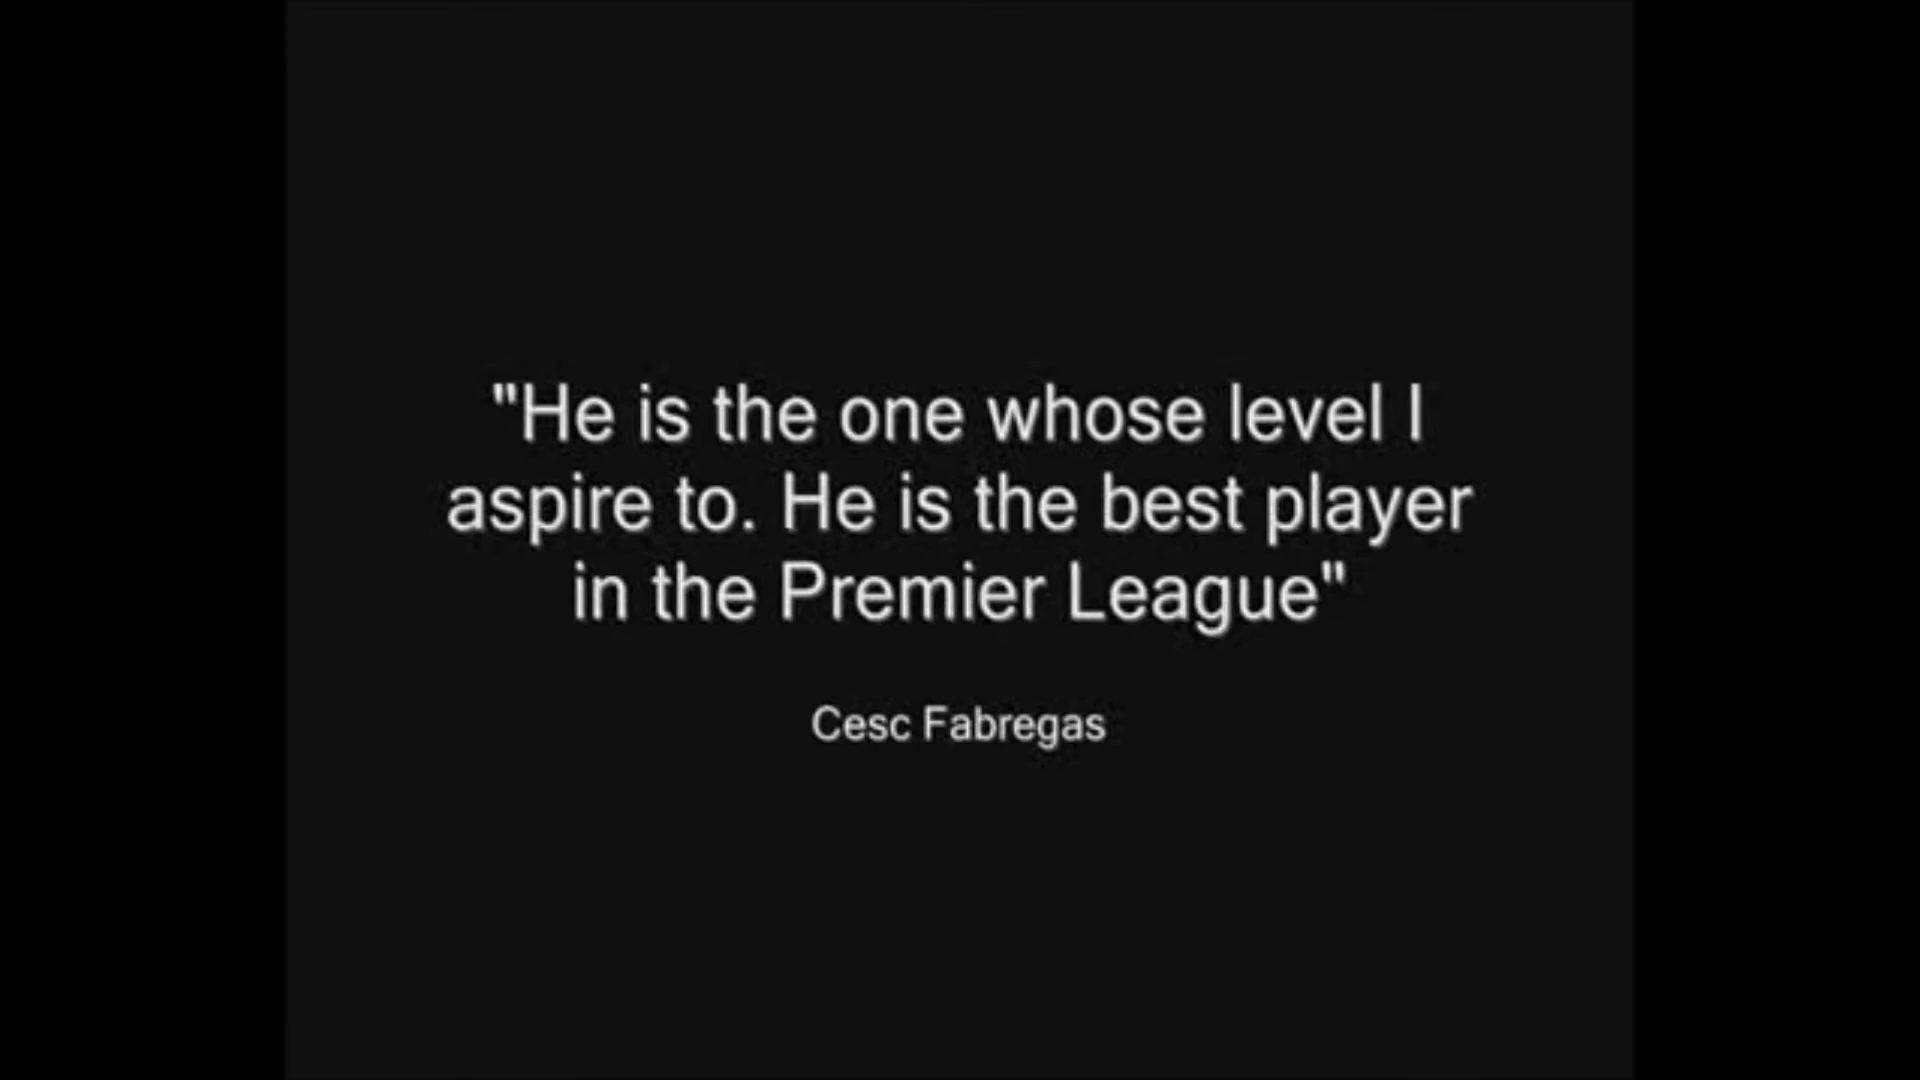 "He is the one whose level I
aspire to. He is the best player
in the Premier League"
Cesc Fabregas